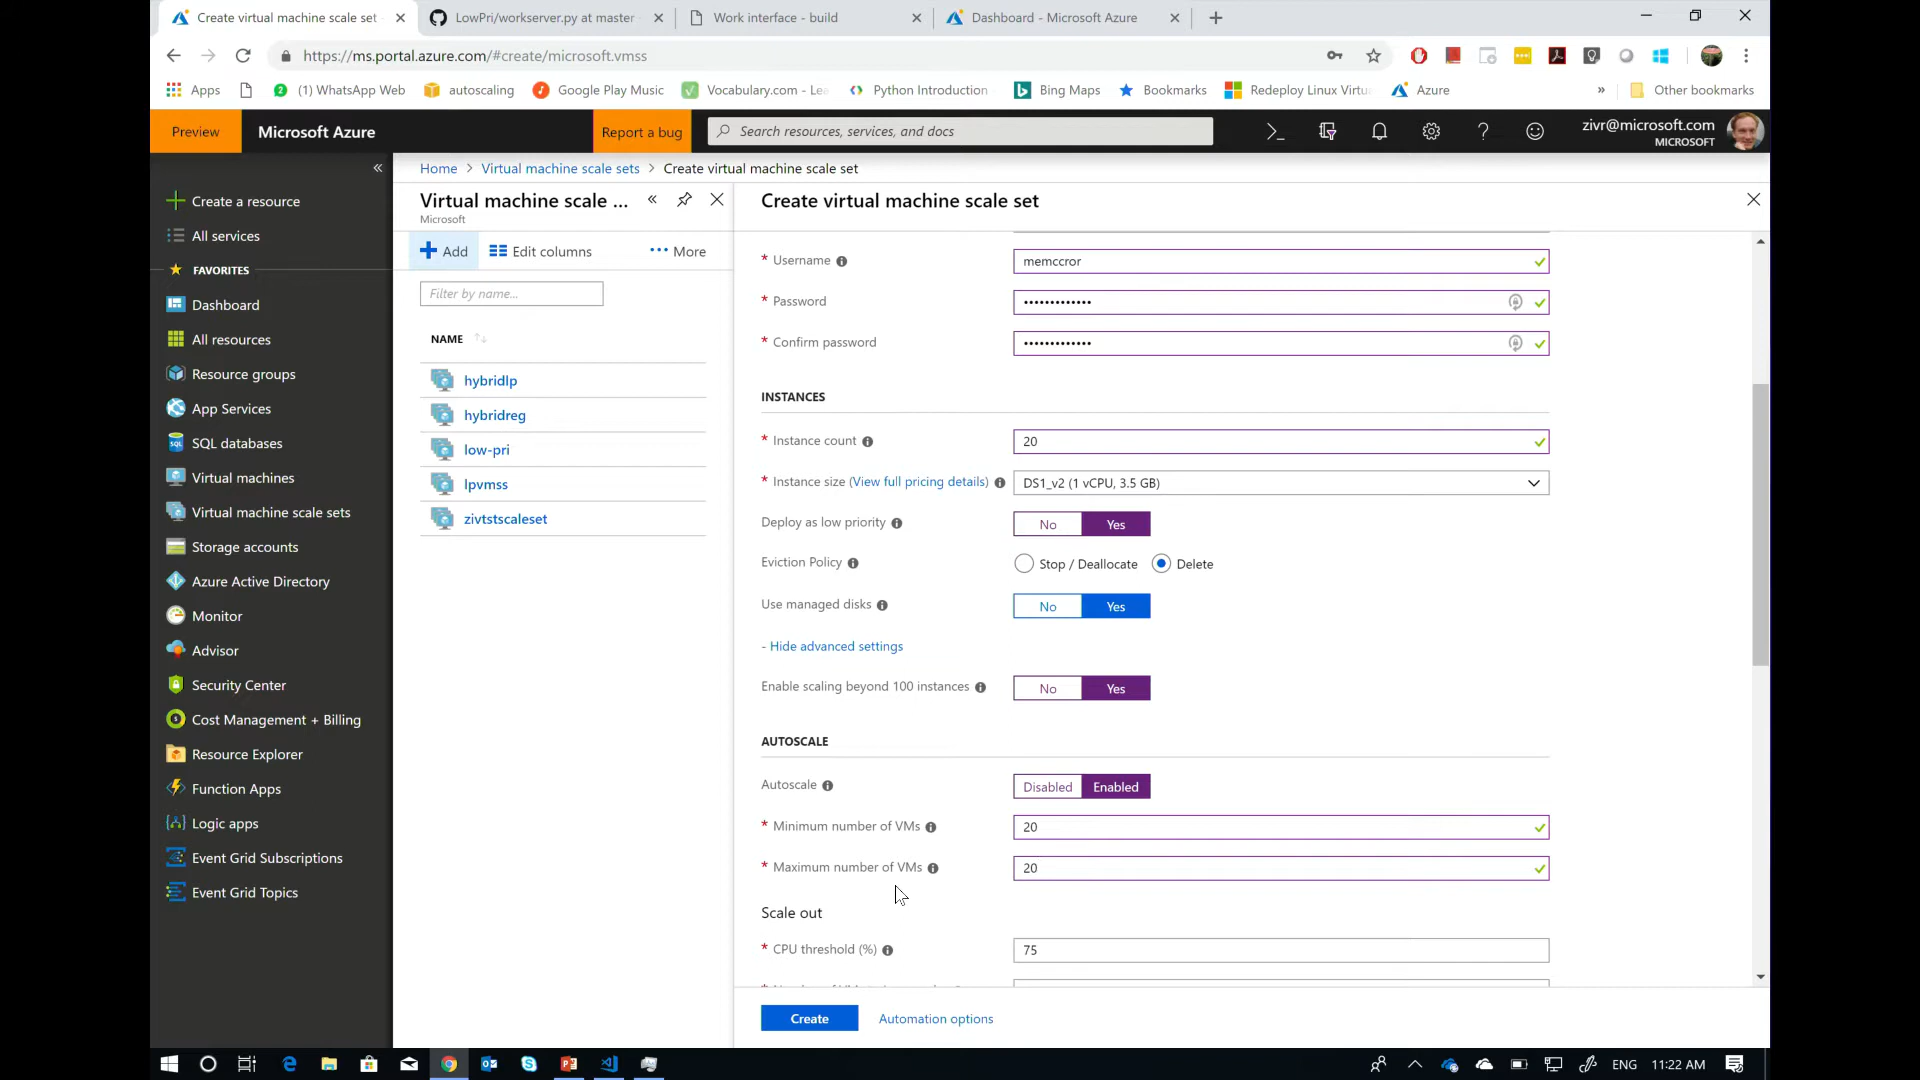 Create virtual machine scale set
LowPri/workserver.py at master
Work interface - build
Dashboard - Microsoft Azure
https://ms.portal.azure.com/#create/microsoft.vmss
Apps
(1) WhatsApp Web
autoscaling
Google Play Music
Vocabulary.com - Lea
Python Introduction
Bing Maps
Bookmarks
Redeploy Linux Virtu
Azure
»
Other bookmarks
Preview
Microsoft Azure
Report a bug
Search resources, services, and docs
zivr@microsoft.com
MICROSOFT
Home > Virtual machine scale sets > Create virtual machine scale set
Create a resource
All services
FAVORITES
Dashboard
All resources
Resource groups
App Services
SQL databases
Virtual machines
Virtual machine scale sets
Storage accounts
Azure Active Directory
Monitor
Advisor
Security Center
Cost Management + Billing
Resource Explorer
Function Apps
Logic apps
Event Grid Subscriptions
Event Grid Topics
Virtual machine scale ...
Microsoft
Add
Edit columns
More
Filter by name...
NAME
hybridlp
hybridreg
low-pri
lpvmss
zivtstscaleset
Create virtual machine scale set
* Username
memccror
* Password
•••••••••••••
* Confirm password
•••••••••••••
INSTANCES
* Instance count
20
* Instance size (View full pricing details)
DS1_v2 (1 vCPU, 3.5 GB)
Deploy as low priority
No Yes
Eviction Policy
Stop / Deallocate Delete
Use managed disks
No Yes
- Hide advanced settings
Enable scaling beyond 100 instances
No Yes
AUTOSCALE
Autoscale
Disabled Enabled
* Minimum number of VMs
20
* Maximum number of VMs
20
Scale out
* CPU threshold (%)
75
Create
Automation options
ENG
11:22 AM